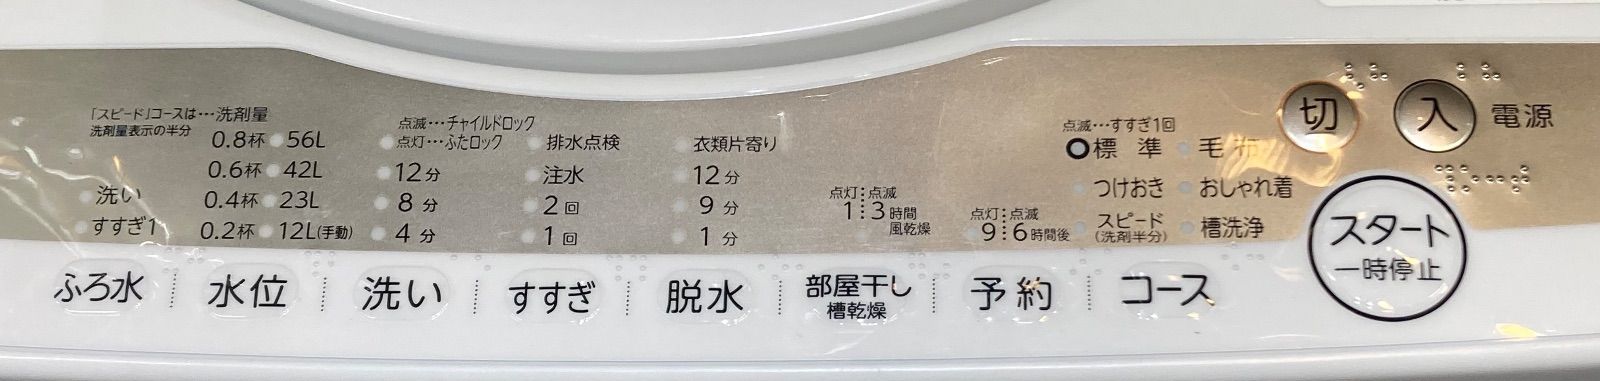 「スピード」コースは…洗剤量
洗剤量表示の半分
0.8杯 56L
0.6杯 42L
0.4杯 23L
0.2杯 12L(手動)
洗い
すすぎ1
点滅…チャイルドロック
点灯…ふたロック
12分
8分
4分
排水点検
注水
2回
1回
衣類片寄り
12分
9分
1分
点灯 点滅
1 3時間
風乾燥
点灯 点滅
9 6時間後
点滅…すすぎ1回
標準 毛布
つけおき おしゃれ着
スピード 槽洗浄
(洗剤半分)
切 入 電源
スタート
一時停止
ふろ水 水位 洗い すすぎ 脱水 部屋干し 予約 コース
槽乾燥